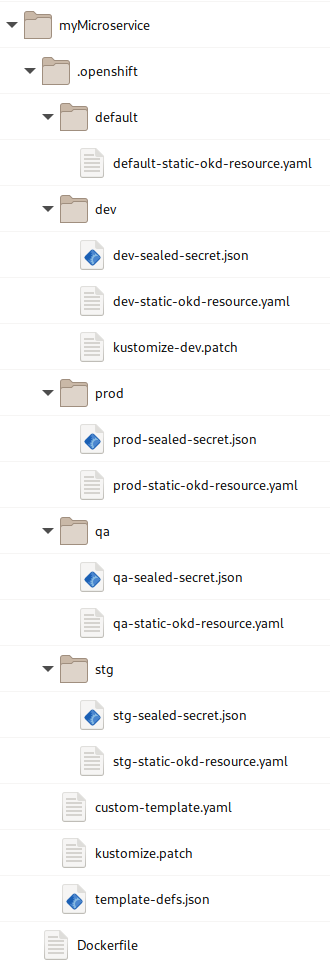 myMicroservice
.openshift
default
default-static-okd-resource.yaml
dev
dev-sealed-secret.json
dev-static-okd-resource.yaml
kustomize-dev.patch
prod
prod-sealed-secret.json
prod-static-okd-resource.yaml
qa
qa-sealed-secret.json
qa-static-okd-resource.yaml
stg
stg-sealed-secret.json
stg-static-okd-resource.yaml
custom-template.yaml
kustomize.patch
template-defs.json
Dockerfile